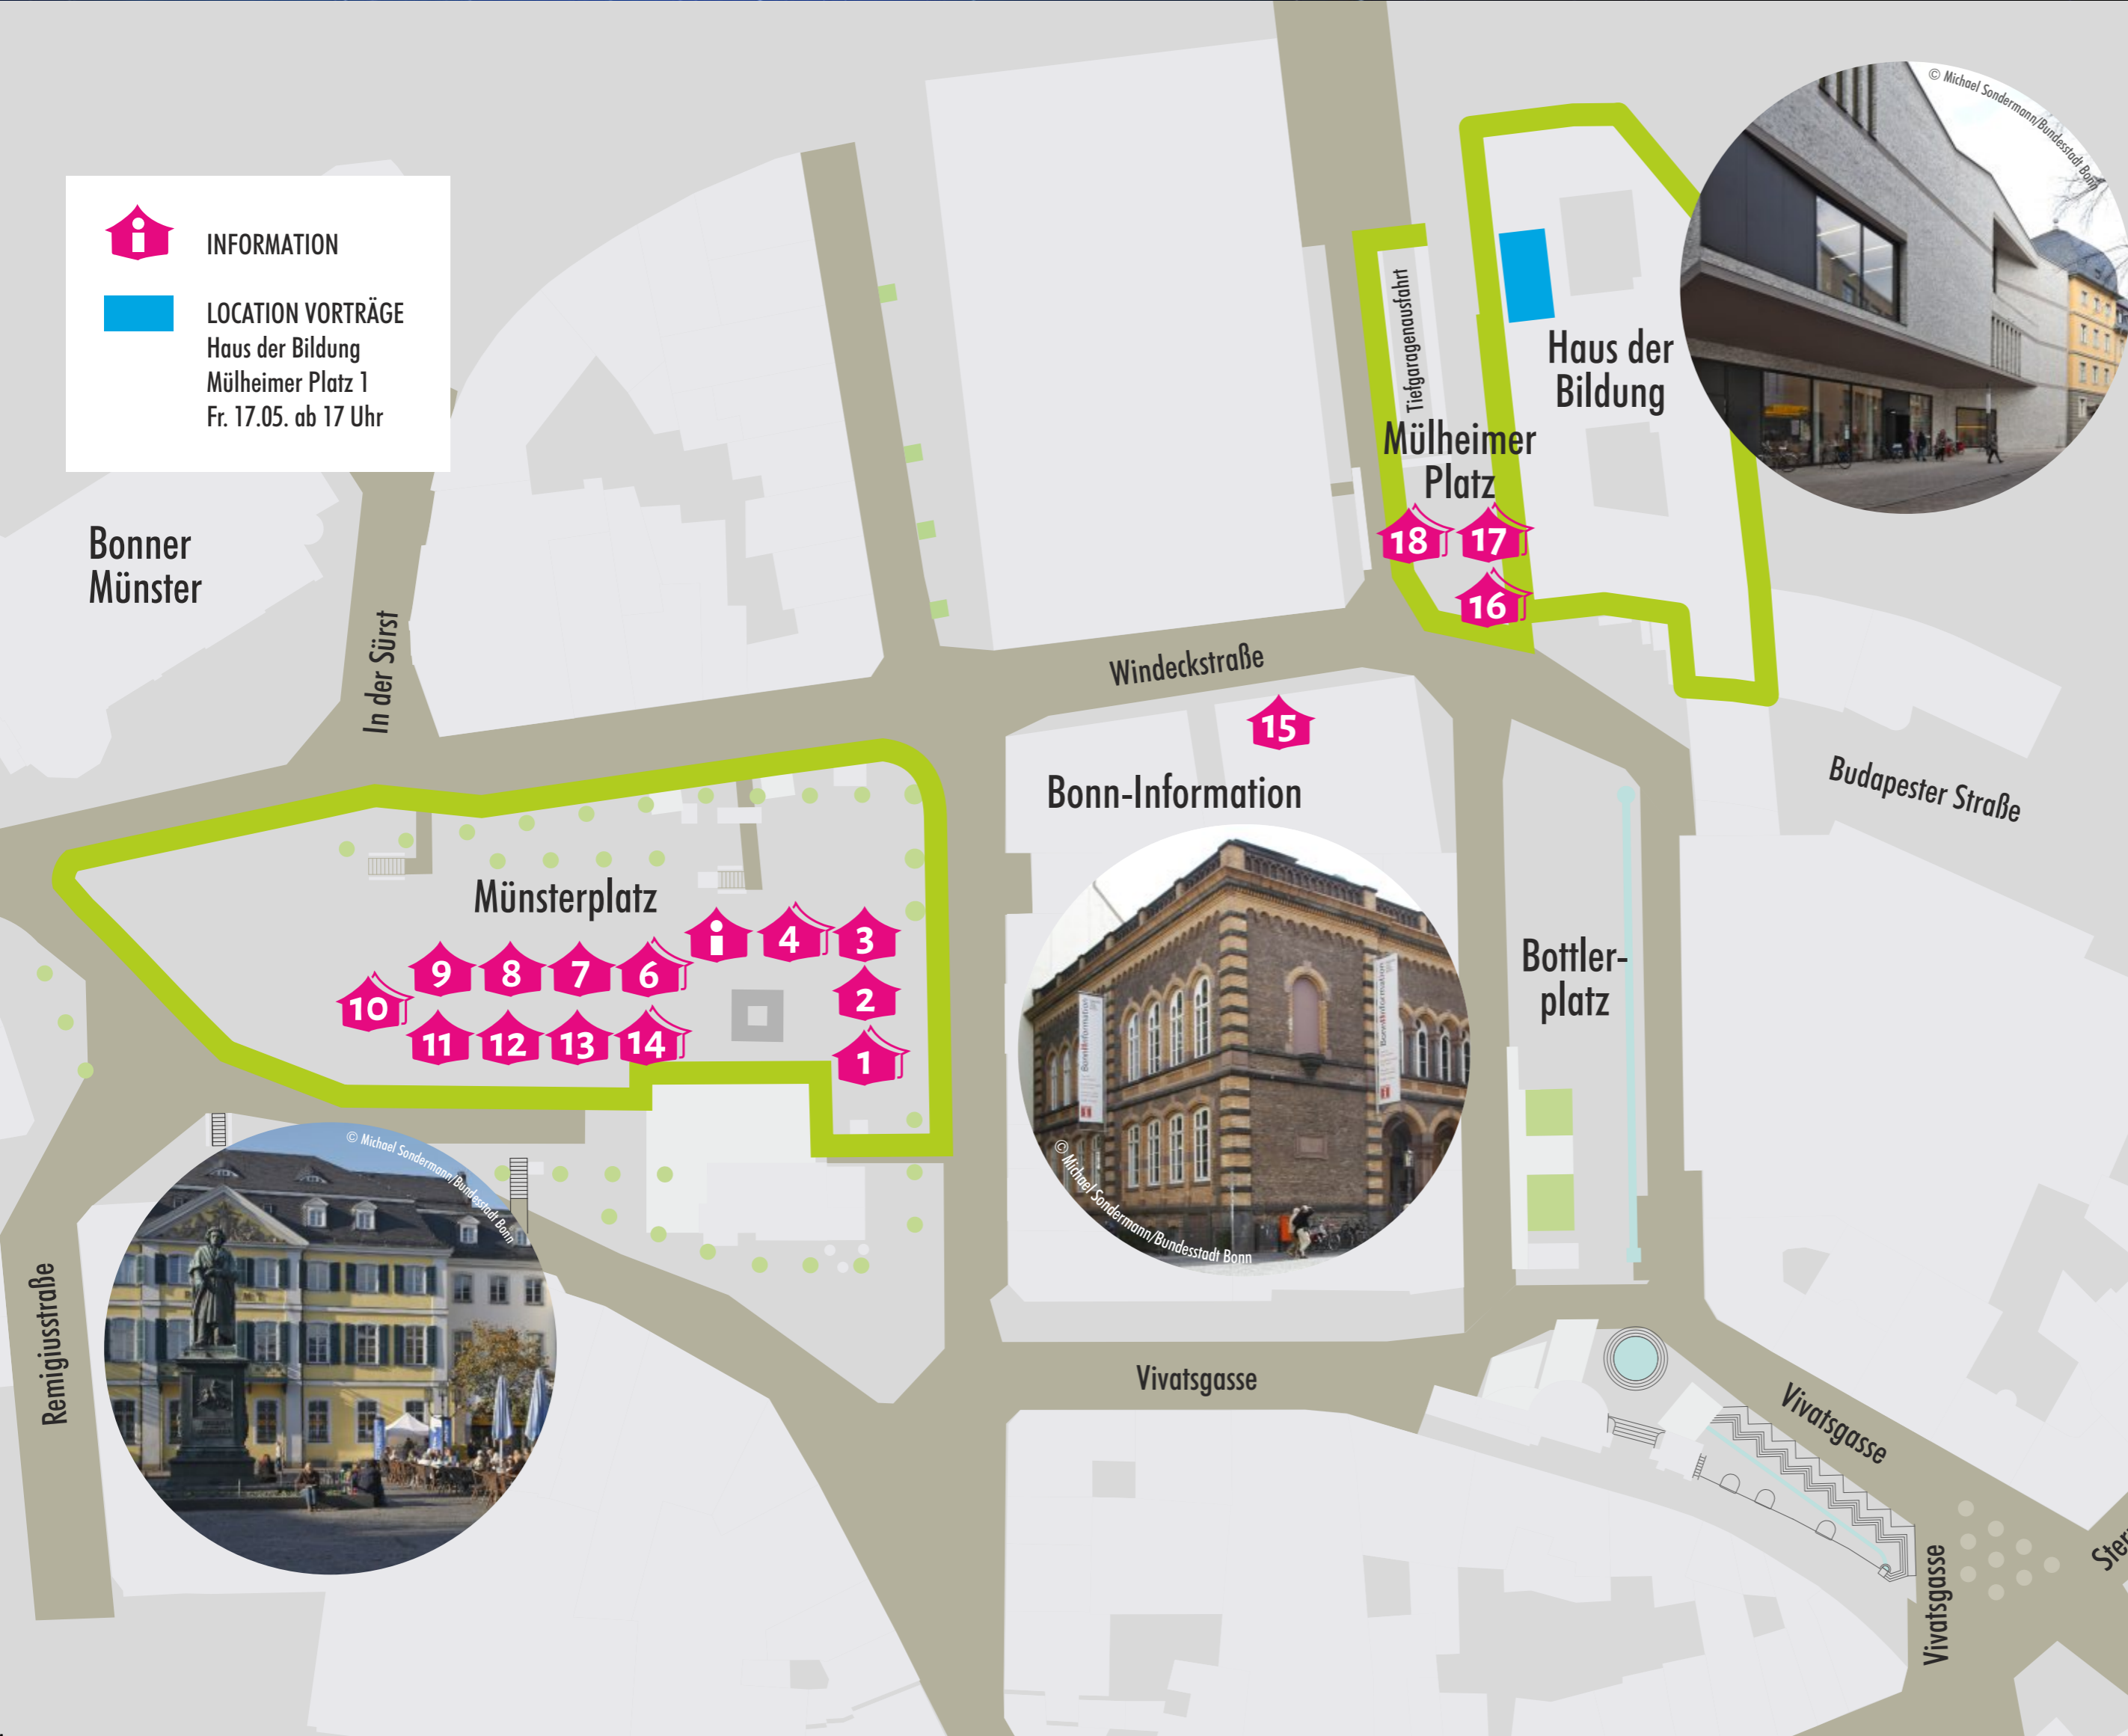 © Michael Sondermann/Bundesstadt Bonn
INFORMATION
LOCATION VORTRÄGE
Haus der Bildung
Mülheimer Platz 1
Fr. 17.05. ab 17 Uhr
Tiefgaragenausfahrt
Haus der
Bildung
Mülheimer
Platz
18
17
16
Bonner
Münster
In der Sürst
Windeckstraße
15
Bonn-Information
Budapester Straße
Münsterplatz
i
4
3
9
8
7
6
2
10
11
12
13
14
1
Bottler-
platz
© Michael Sondermann/Bundesstadt Bonn
© Michael Sondermann/Bundesstadt Bonn
Remigiusstraße
Vivatsgasse
Vivatsgasse
Vivatsgasse
Ster